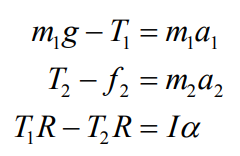 m₁g − T₁ = m₁a₁
T₂ − f₂ = m₂a₂
T₁R − T₂R = Iα